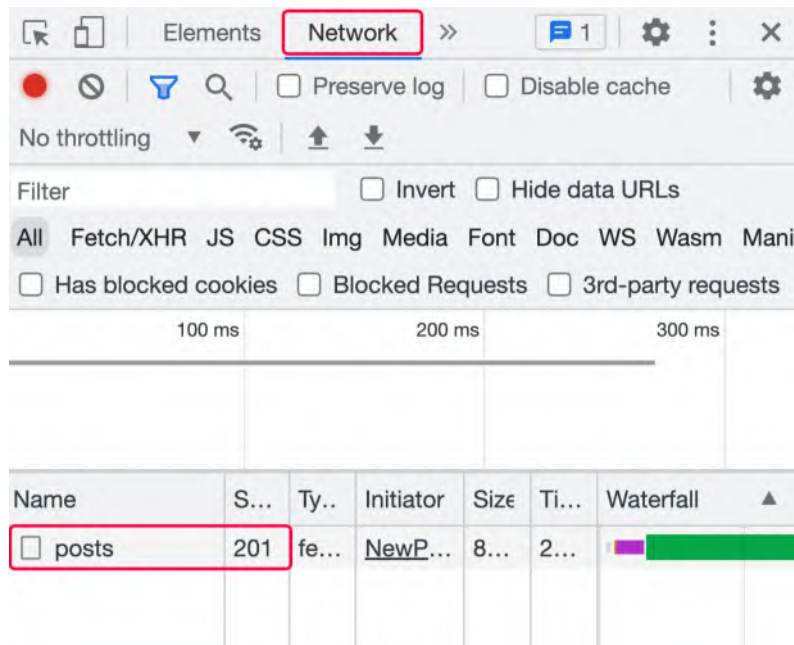 Elements Network » 1
Preserve log Disable cache
No throttling
Filter Invert Hide data URLs
All Fetch/XHR JS CSS Img Media Font Doc WS Wasm Mani
Has blocked cookies Blocked Requests 3rd-party requests
100 ms 200 ms 300 ms
Name S... Ty.. Initiator Size Ti... Waterfall
posts 201 fe... NewP... 8... 2...